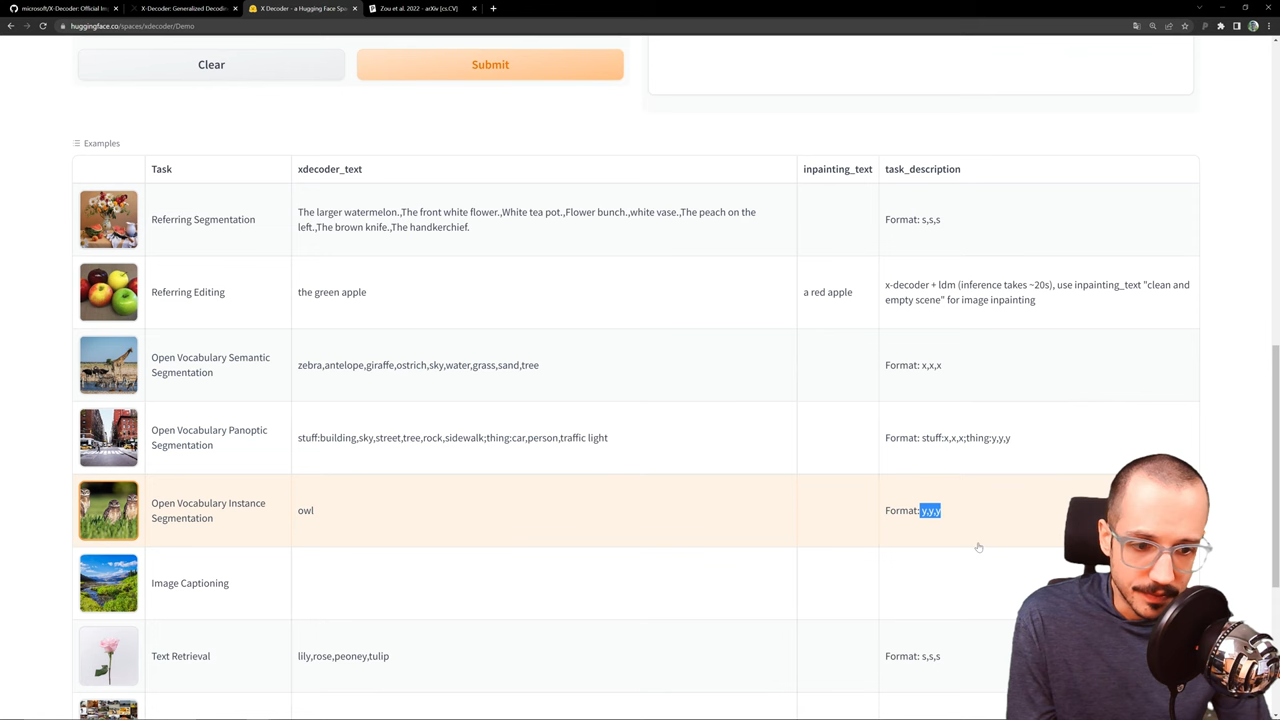 microsoft/X-Decoder: Official Im
X-Decoder: Generalized Decodin
X Decoder - a Hugging Face Spa
Zou et al. 2022 - arXiv [cs.CV]
huggingface.co/spaces/xdecoder/Demo
Clear
Submit
Examples
Task
xdecoder_text
inpainting_text
task_description
Referring Segmentation
The larger watermelon.,The front white flower.,White tea pot.,Flower bunch.,white vase.,The peach on the
left.,The brown knife.,The handkerchief.
Format: s,s,s
Referring Editing
the green apple
a red apple
x-decoder + ldm (inference takes ~20s), use inpainting_text "clean and
empty scene" for image inpainting
Open Vocabulary Semantic
Segmentation
zebra,antelope,giraffe,ostrich,sky,water,grass,sand,tree
Format: x,x,x
Open Vocabulary Panoptic
Segmentation
stuff:building,sky,street,tree,rock,sidewalk;thing:car,person,traffic light
Format: stuff:x,x,x;thing:y,y,y
Open Vocabulary Instance
Segmentation
owl
Format: y,y,y
Image Captioning
Text Retrieval
lily,rose,peoney,tulip
Format: s,s,s